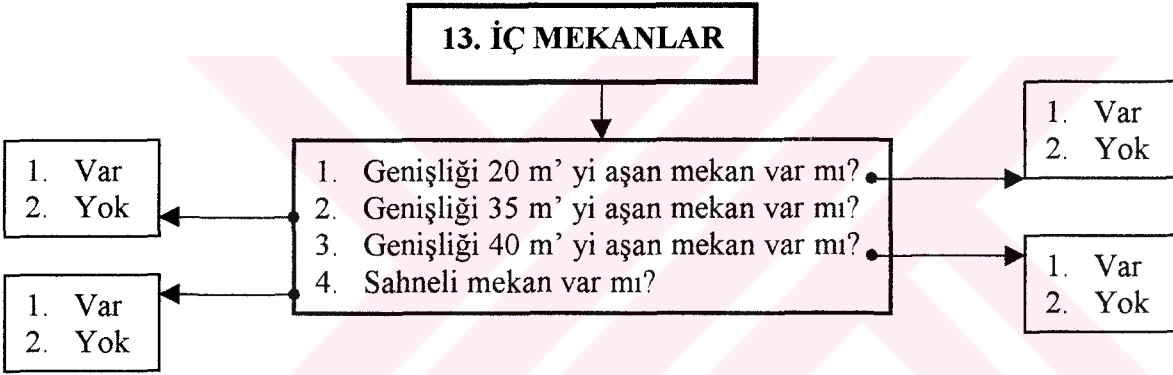 13. İÇ MEKANLAR
1. Var
2. Yok
1. Var
2. Yok
1. Genişliği 20 m’ yi aşan mekan var mı?
2. Genişliği 35 m’ yi aşan mekan var mı?
3. Genişliği 40 m’ yi aşan mekan var mı?
4. Sahneli mekan var mı?
1. Var
2. Yok
1. Var
2. Yok